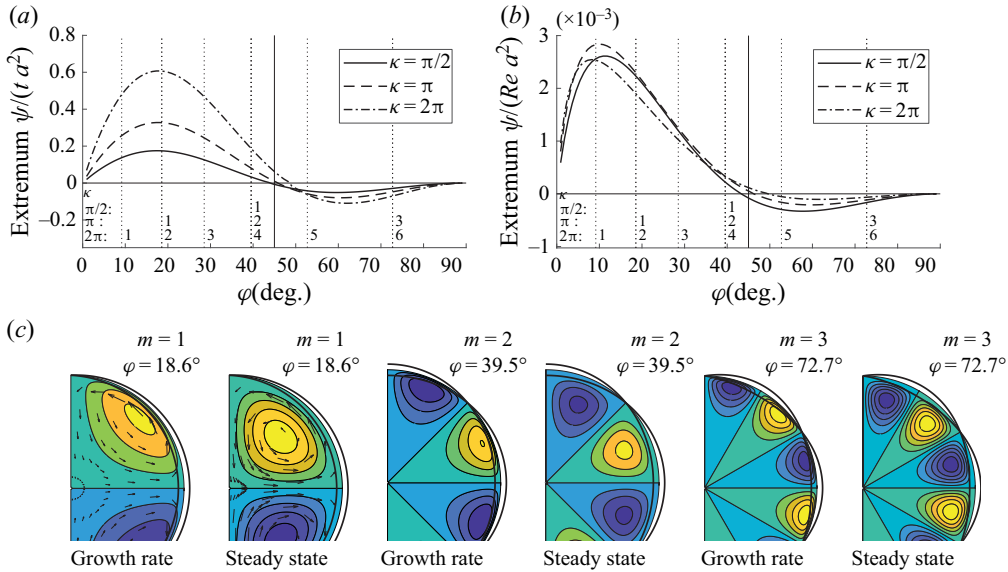 (a)
0.8
0.6
0.4
0.2
0
−0.2
Extremum ψ/(t a²)
κ = π/2
κ = π
κ = 2π
κ
π/2:
π :
2π:
1
1
2
3
1
2
4
5
3
6
10 20 30 40 50 60 70 80 90
φ(deg.)
(b)
(×10⁻³)
3
2
1
0
−1
Extremum ψ/(Re a²)
κ = π/2
κ = π
κ = 2π
κ
π/2:
π :
2π:
1
1
2
3
1
2
4
5
3
6
0 10 20 30 40 50 60 70 80 90
φ(deg.)
(c)
m = 1
φ = 18.6°
Growth rate
m = 1
φ = 18.6°
Steady state
m = 2
φ = 39.5°
Growth rate
m = 2
φ = 39.5°
Steady state
m = 3
φ = 72.7°
Growth rate
m = 3
φ = 72.7°
Steady state